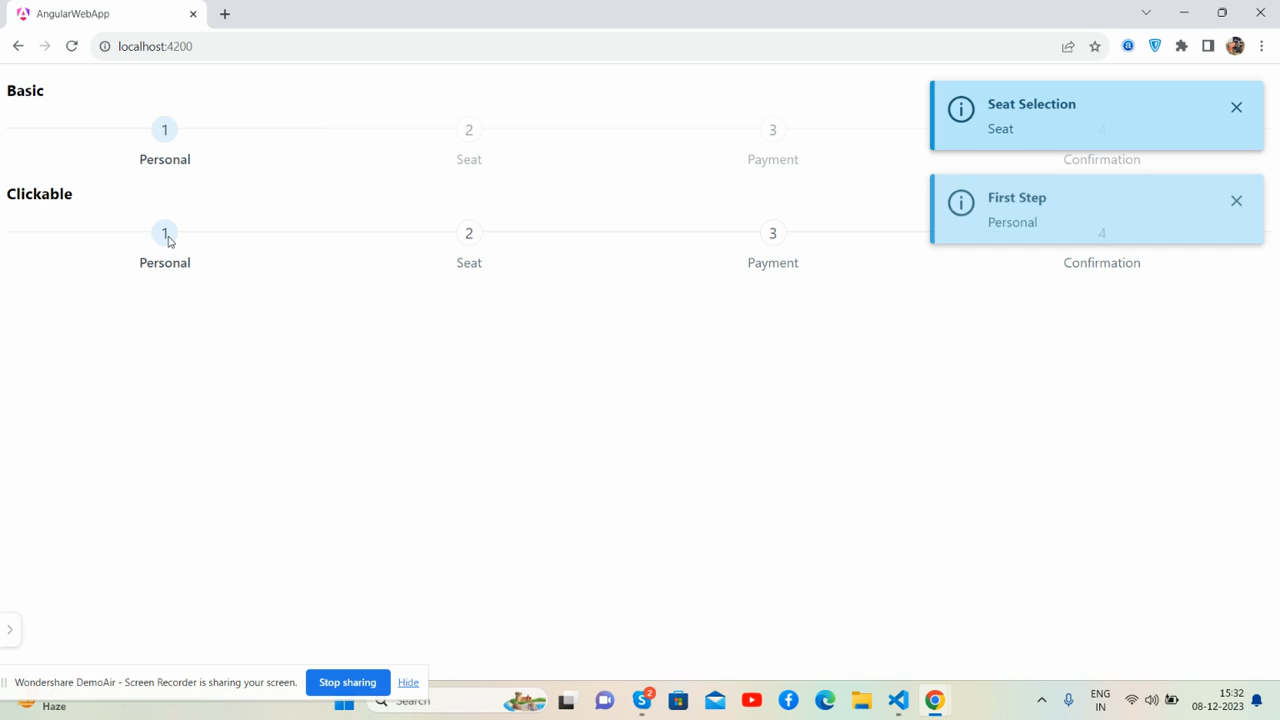 AngularWebApp
localhost:4200
Basic
1
2
3
4
Personal
Seat
Payment
Confirmation
Seat Selection
Seat
Clickable
1
2
3
4
Personal
Seat
Payment
Confirmation
First Step
Personal
Wondershare DemoAir - Screen Recorder is sharing your screen.
Stop sharing
Hide
Haze
Search
2
ENG
IN
15:32
08-12-2023